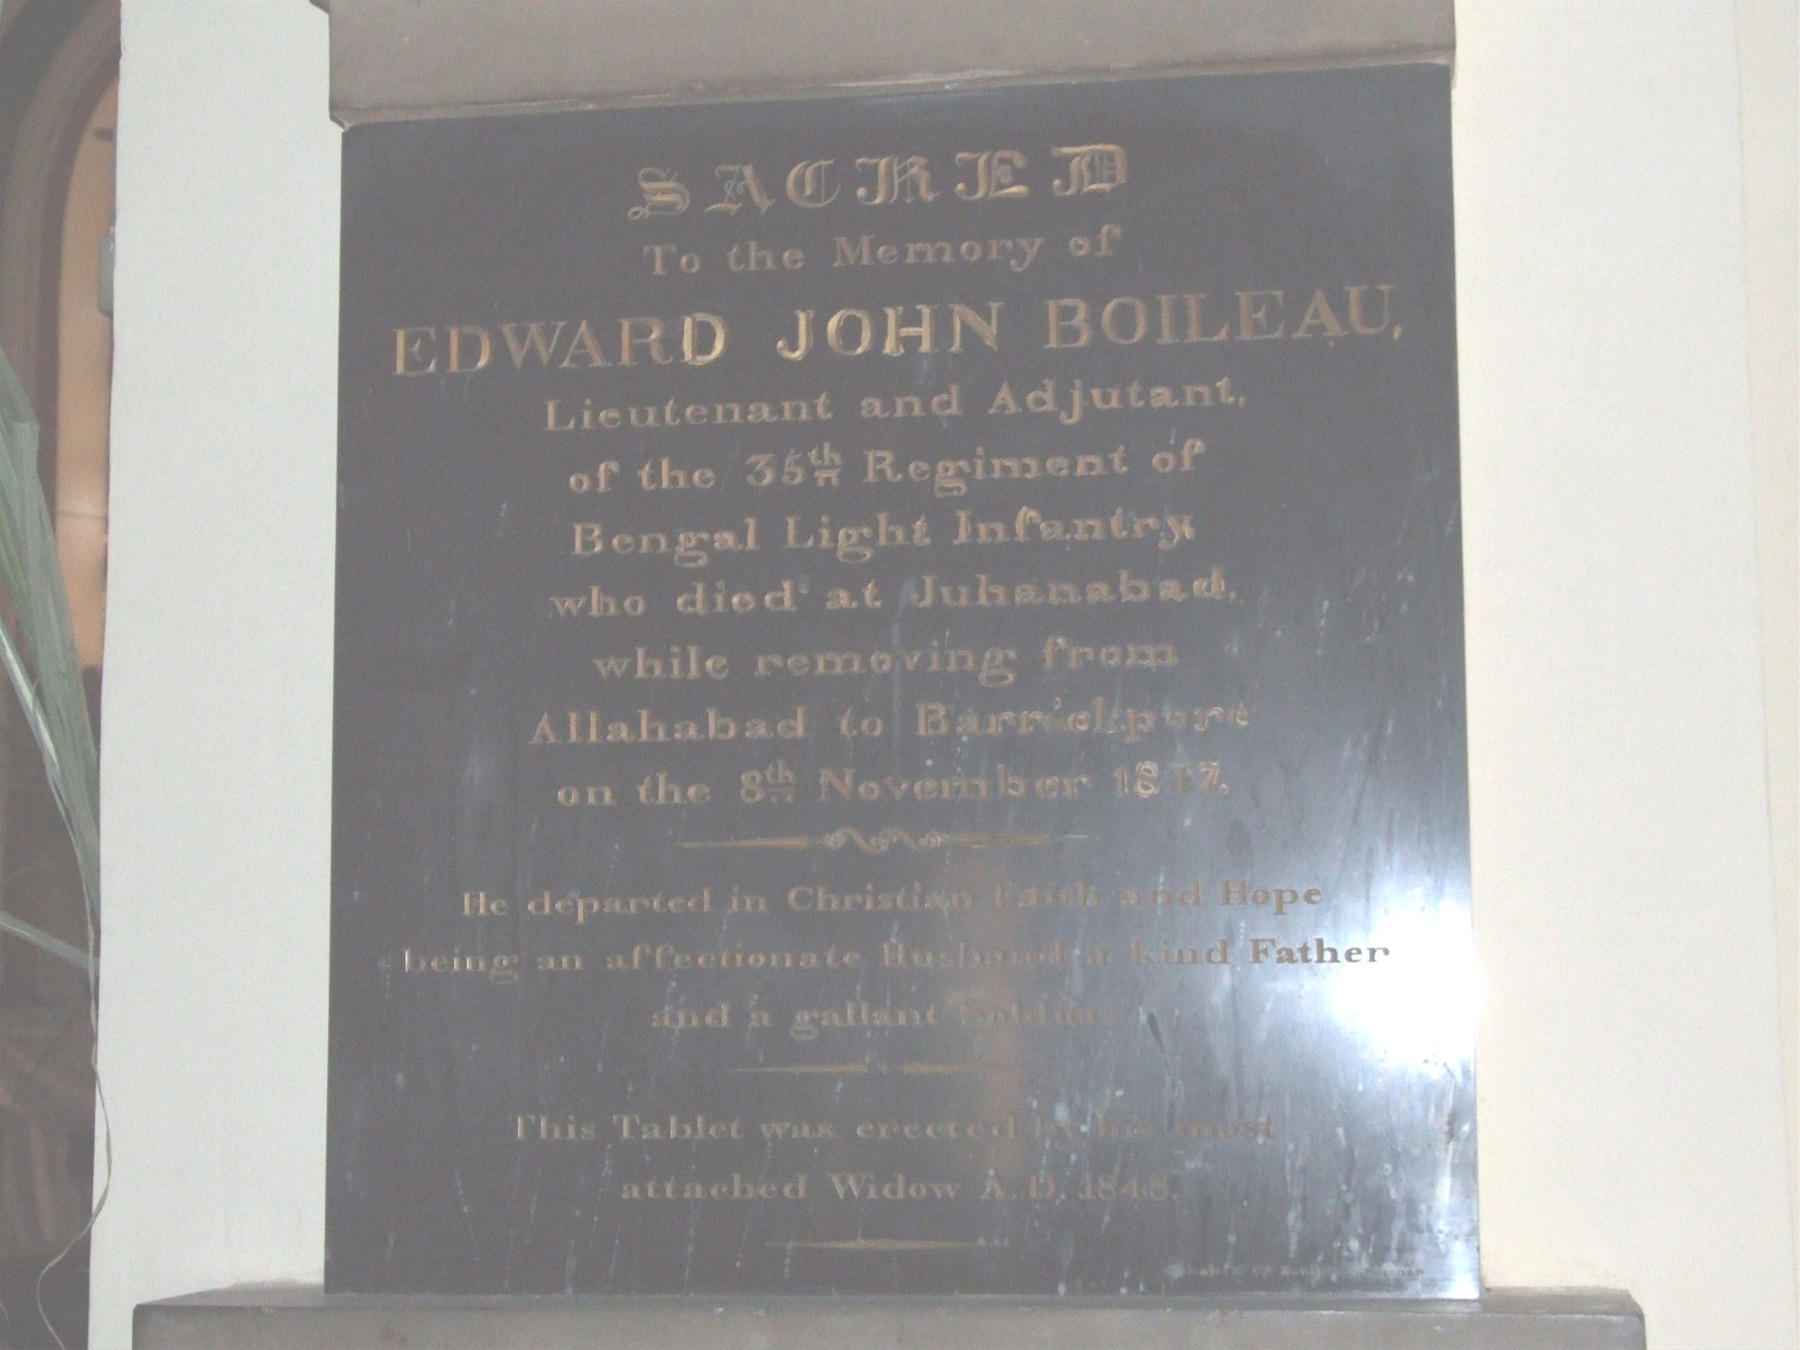 SACRED
To the Memory of
EDWARD JOHN BOILEAU,
Lieutenant and Adjutant,
of the 35th Regiment of
Bengal Light Infantry
who died at Juhanabad,
while removing from
Allahabad to Barrackpore
on the 8th November 1847.
He departed in Christian Faith and Hope
being an affectionate Husband a kind Father
and a gallant Soldier
This Tablet was erected by his most
attached Widow A.D. 1848.